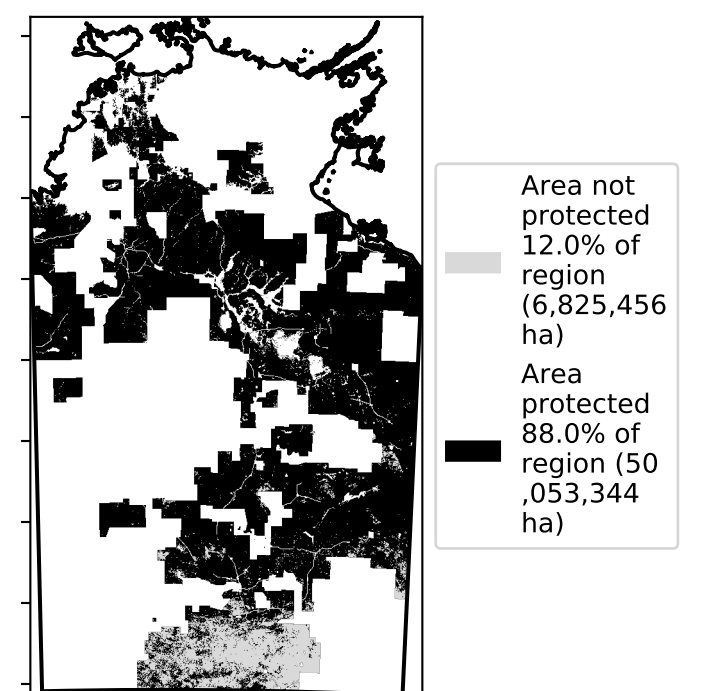 Area not
protected
12.0% of
region
(6,825,456
ha)
Area
protected
88.0% of
region (50
,053,344
ha)